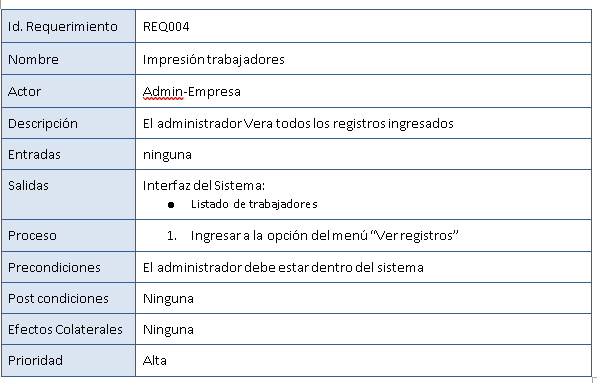 Id. Requerimiento REQ004
Nombre Impresión trabajadores
Actor Admin-Empresa
Descripción El administrador Vera todos los registros ingresados
Entradas ninguna
Salidas Interfaz del Sistema:
● Listado de trabajadores
Proceso 1. Ingresar a la opción del menú “Ver registros”
Precondiciones El administrador debe estar dentro del sistema
Post condiciones Ninguna
Efectos Colaterales Ninguna
Prioridad Alta